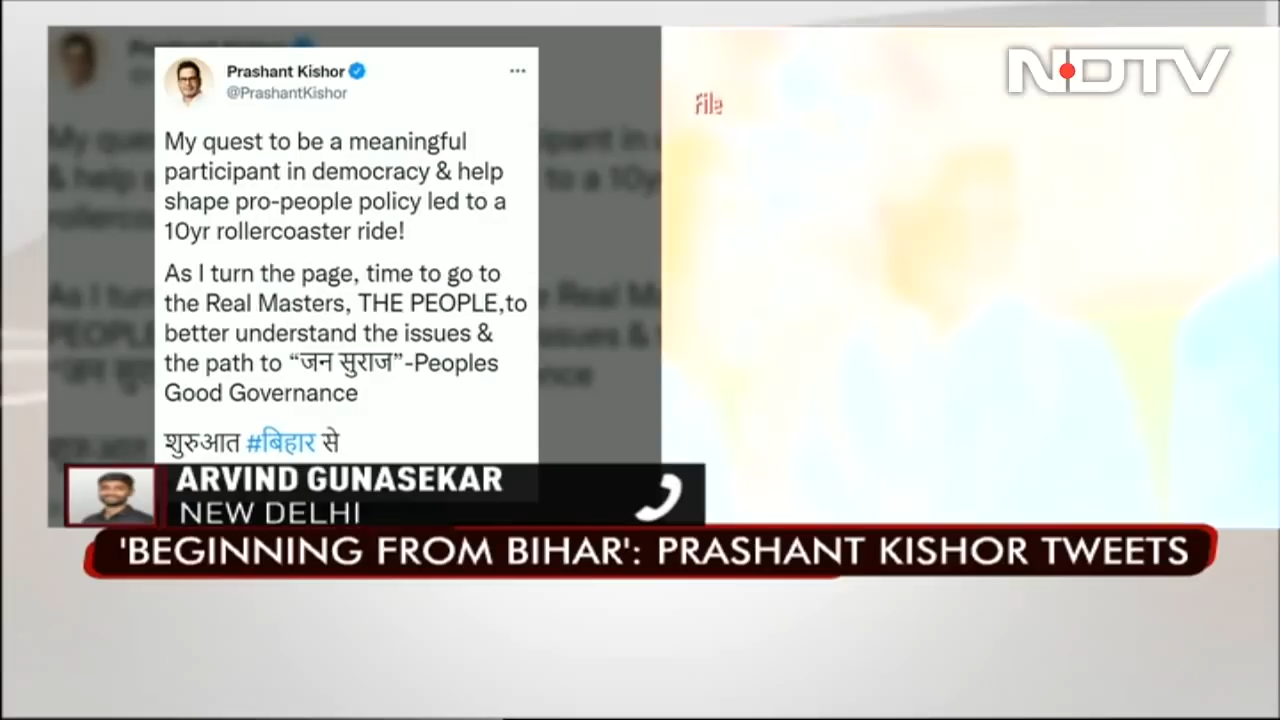 NDTV
File
Prashant Kishor
@PrashantKishor
My quest to be a meaningful
participant in democracy & help
shape pro-people policy led to a
10yr rollercoaster ride!
As I turn the page, time to go to
the Real Masters, THE PEOPLE,to
better understand the issues &
the path to “जन सुराज”-Peoples
Good Governance
शुरुआत #बिहार से
ARVIND GUNASEKAR
NEW DELHI
'BEGINNING FROM BIHAR': PRASHANT KISHOR TWEETS